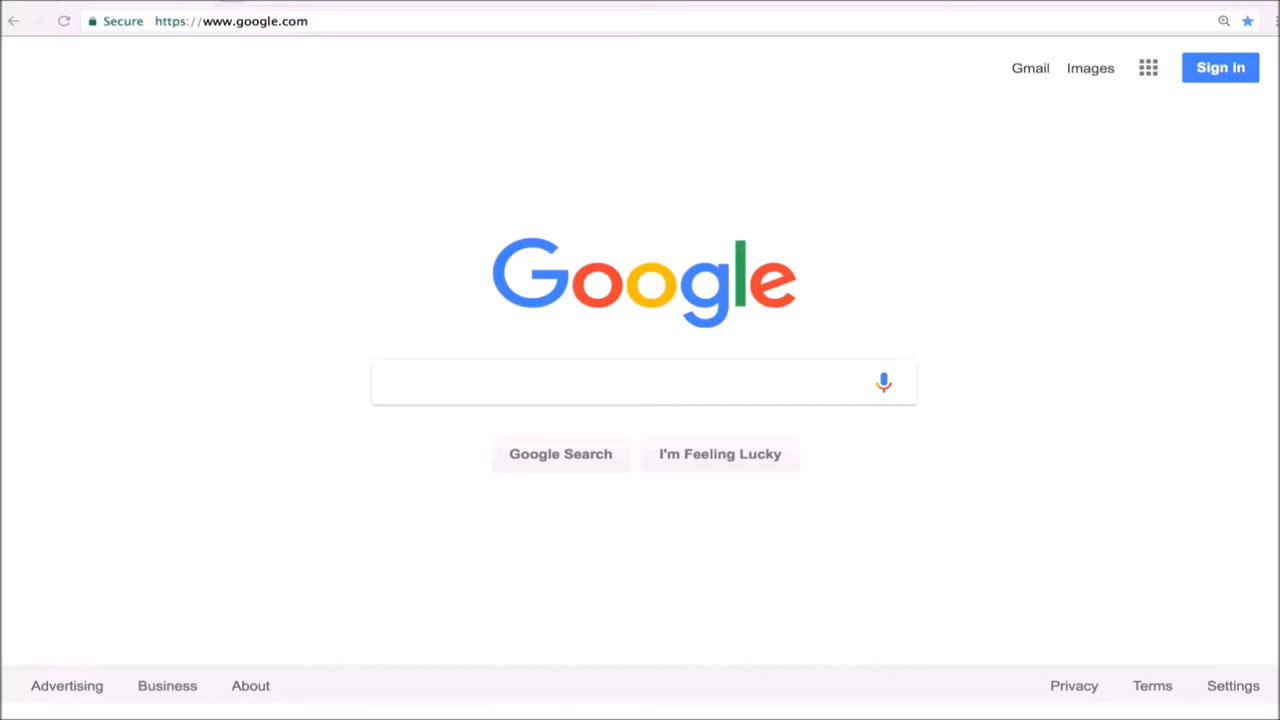 Secure https://www.google.com
Gmail Images Sign in
Google
Google Search I'm Feeling Lucky
Advertising Business About Privacy Terms Settings